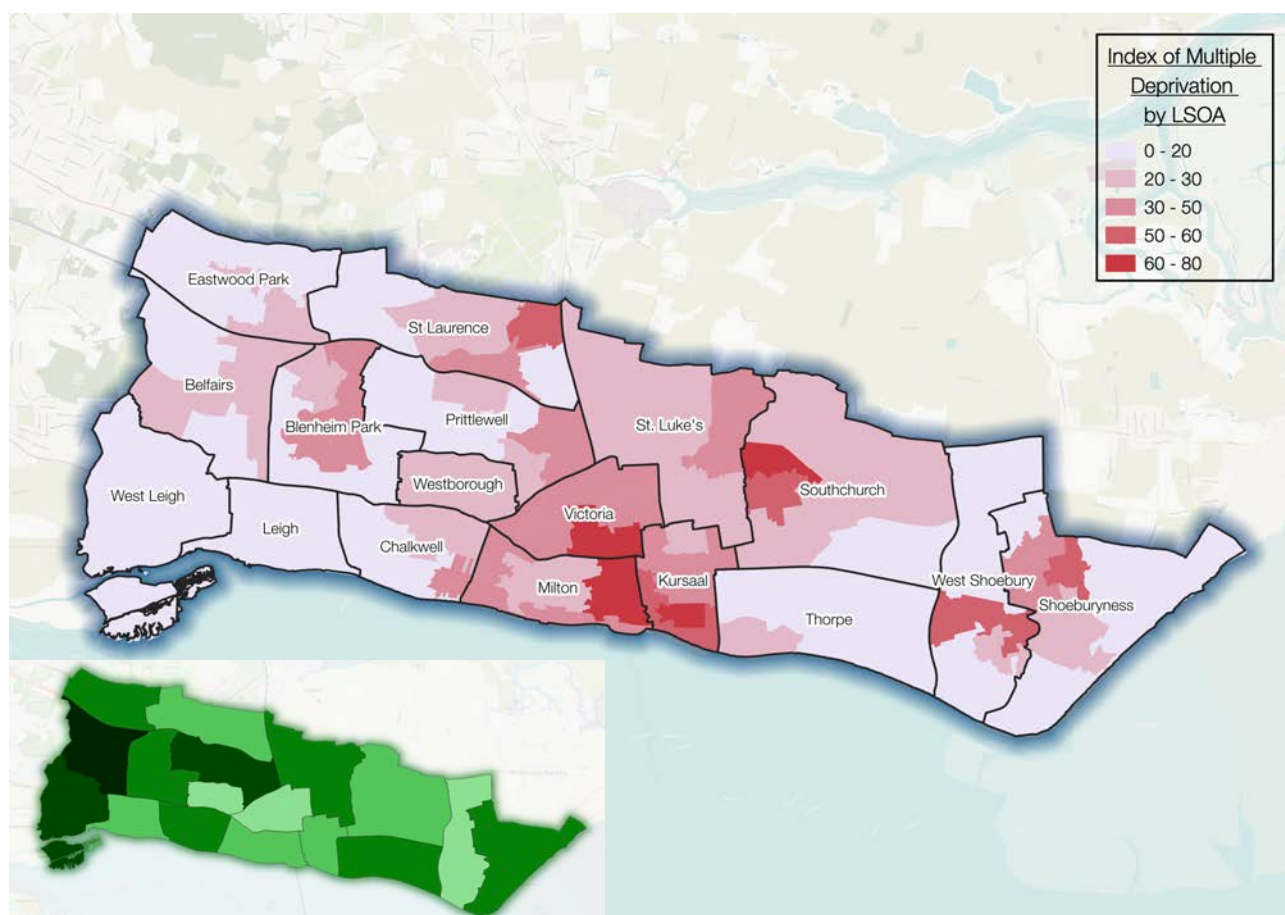 Index of Multiple
Deprivation
by LSOA
0 - 20
20 - 30
30 - 50
50 - 60
60 - 80
Eastwood Park
St Laurence
Belfairs
Blenheim Park
Prittlewell
St. Luke's
Westborough
Southchurch
West Leigh
Leigh
Victoria
Chalkwell
Milton
Kursaal
West Shoebury
Shoeburyness
Thorpe